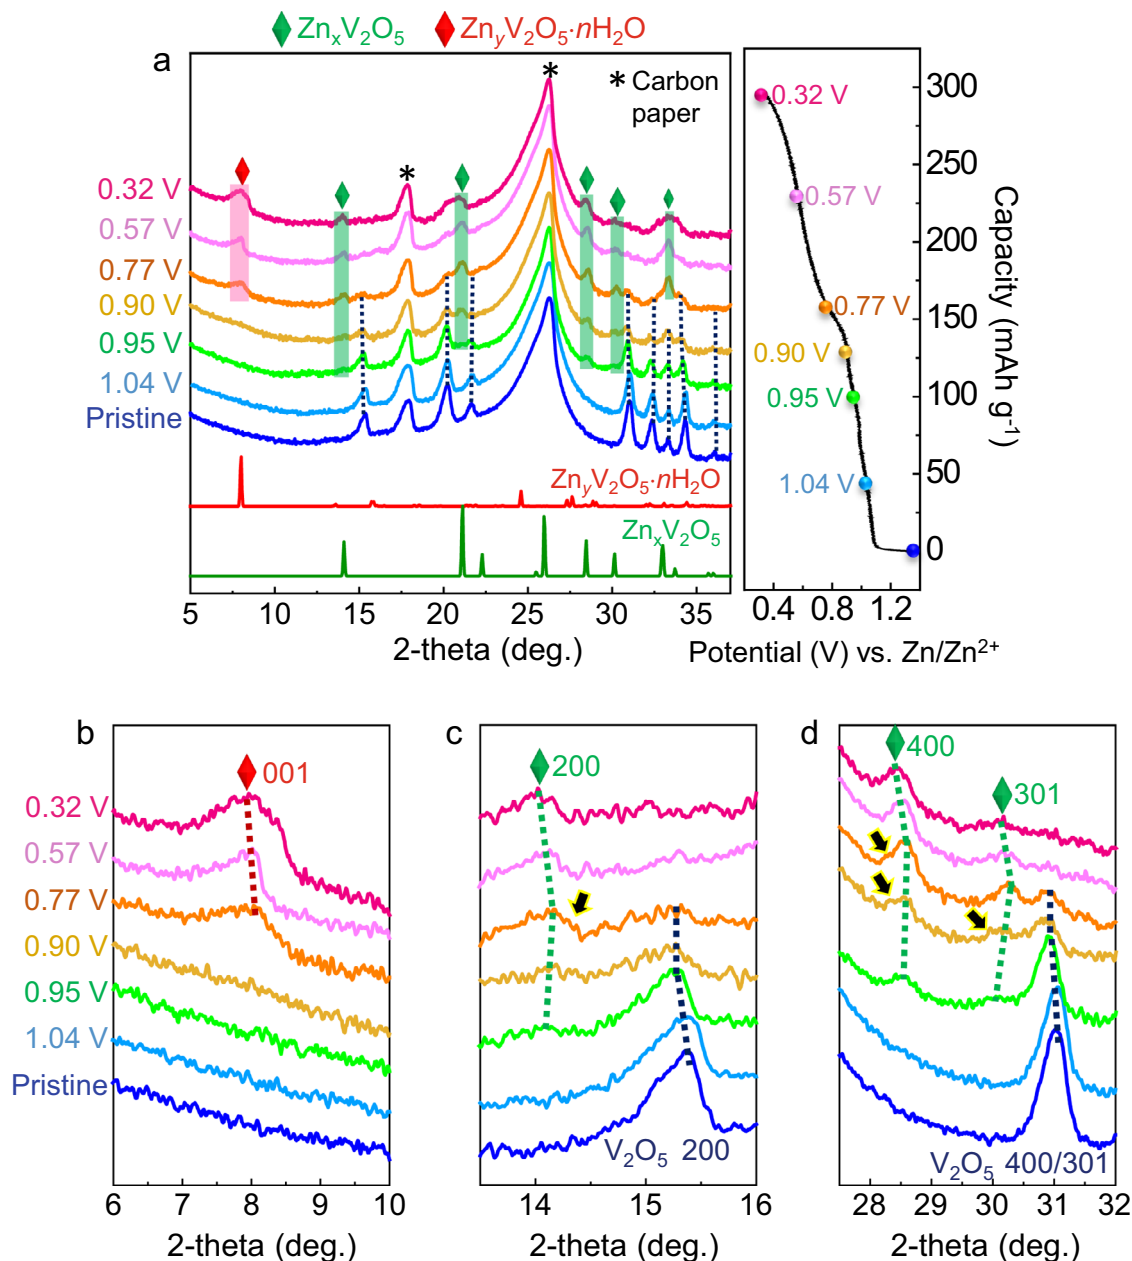 ZnₓV₂O₅ ZnᵧV₂O₅·nH₂O
a
* Carbon
paper
*
*
0.32 V
0.57 V
0.77 V
0.90 V
0.95 V
1.04 V
Pristine
ZnᵧV₂O₅·nH₂O
ZnₓV₂O₅
5 10 15 20 25 30 35
2-theta (deg.)
0.32 V
0.57 V
0.77 V
0.90 V
0.95 V
1.04 V
300
250
200
150
100
50
0
Capacity (mAh g⁻¹)
0.4 0.8 1.2
Potential (V) vs. Zn/Zn²⁺
b
001
0.32 V
0.57 V
0.77 V
0.90 V
0.95 V
1.04 V
Pristine
6 7 8 9 10
2-theta (deg.)
c
200
V₂O₅ 200
14 15 16
2-theta (deg.)
d
400
301
V₂O₅ 400/301
28 29 30 31 32
2-theta (deg.)